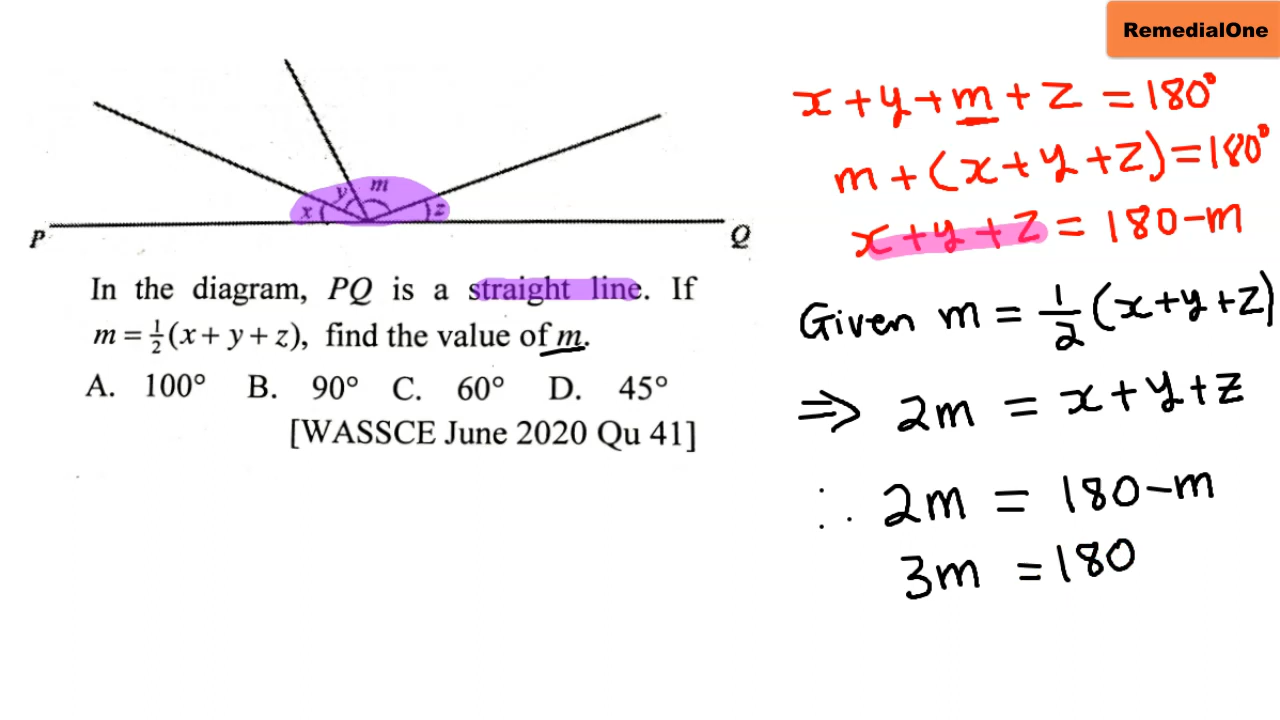 RemedialOne
x y m z
P Q
In the diagram, PQ is a straight line. If
m = ½(x + y + z), find the value of m.
A. 100° B. 90° C. 60° D. 45°
[WASSCE June 2020 Qu 41]
x + y + m + z = 180°
m + (x + y + z) = 180°
x + y + z = 180 - m
Given m = 1/2 (x + y + z)
⇒ 2m = x + y + z
∴ 2m = 180 - m
3m = 180